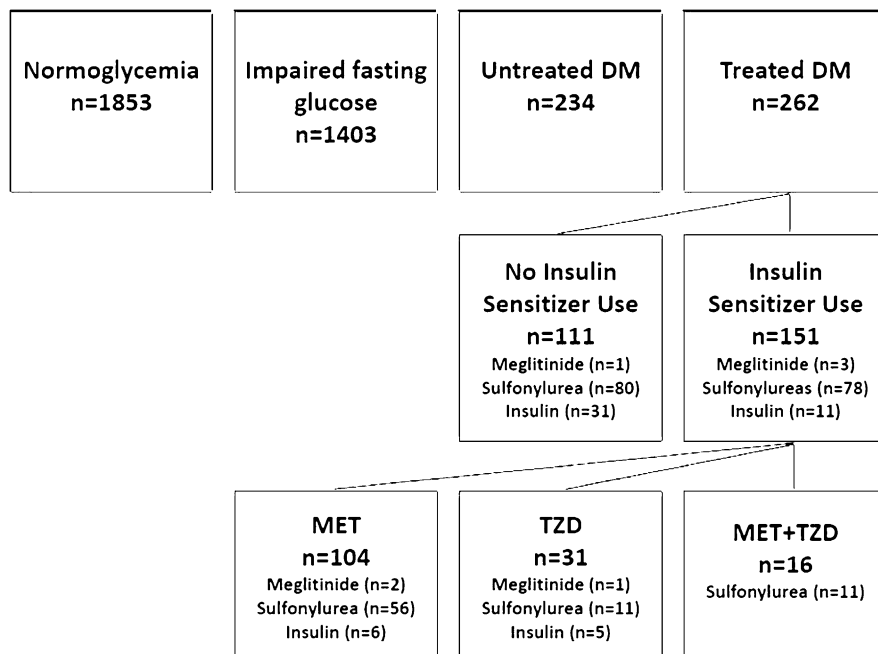 Normoglycemia
n=1853
Impaired fasting
glucose
n=1403
Untreated DM
n=234
Treated DM
n=262
No Insulin
Sensitizer Use
n=111
Meglitinide (n=1)
Sulfonylurea (n=80)
Insulin (n=31)
Insulin
Sensitizer Use
n=151
Meglitinide (n=3)
Sulfonylureas (n=78)
Insulin (n=11)
MET
n=104
Meglitinide (n=2)
Sulfonylurea (n=56)
Insulin (n=6)
TZD
n=31
Meglitinide (n=1)
Sulfonylurea (n=11)
Insulin (n=5)
MET+TZD
n=16
Sulfonylurea (n=11)